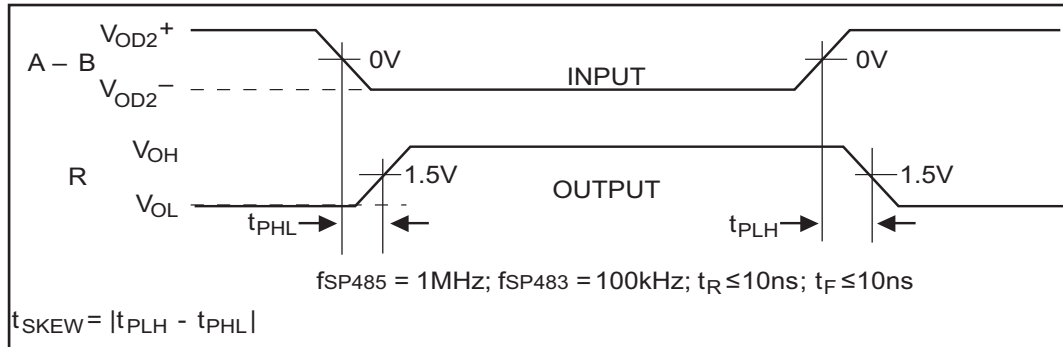 VOD2+
A – B
0V
0V
INPUT
VOD2–
VOH
R
1.5V
1.5V
OUTPUT
VOL
tPHL
tPLH
fSP485 = 1MHz; fSP483 = 100kHz; tR ≤10ns; tF ≤10ns
tSKEW = |tPLH - tPHL|